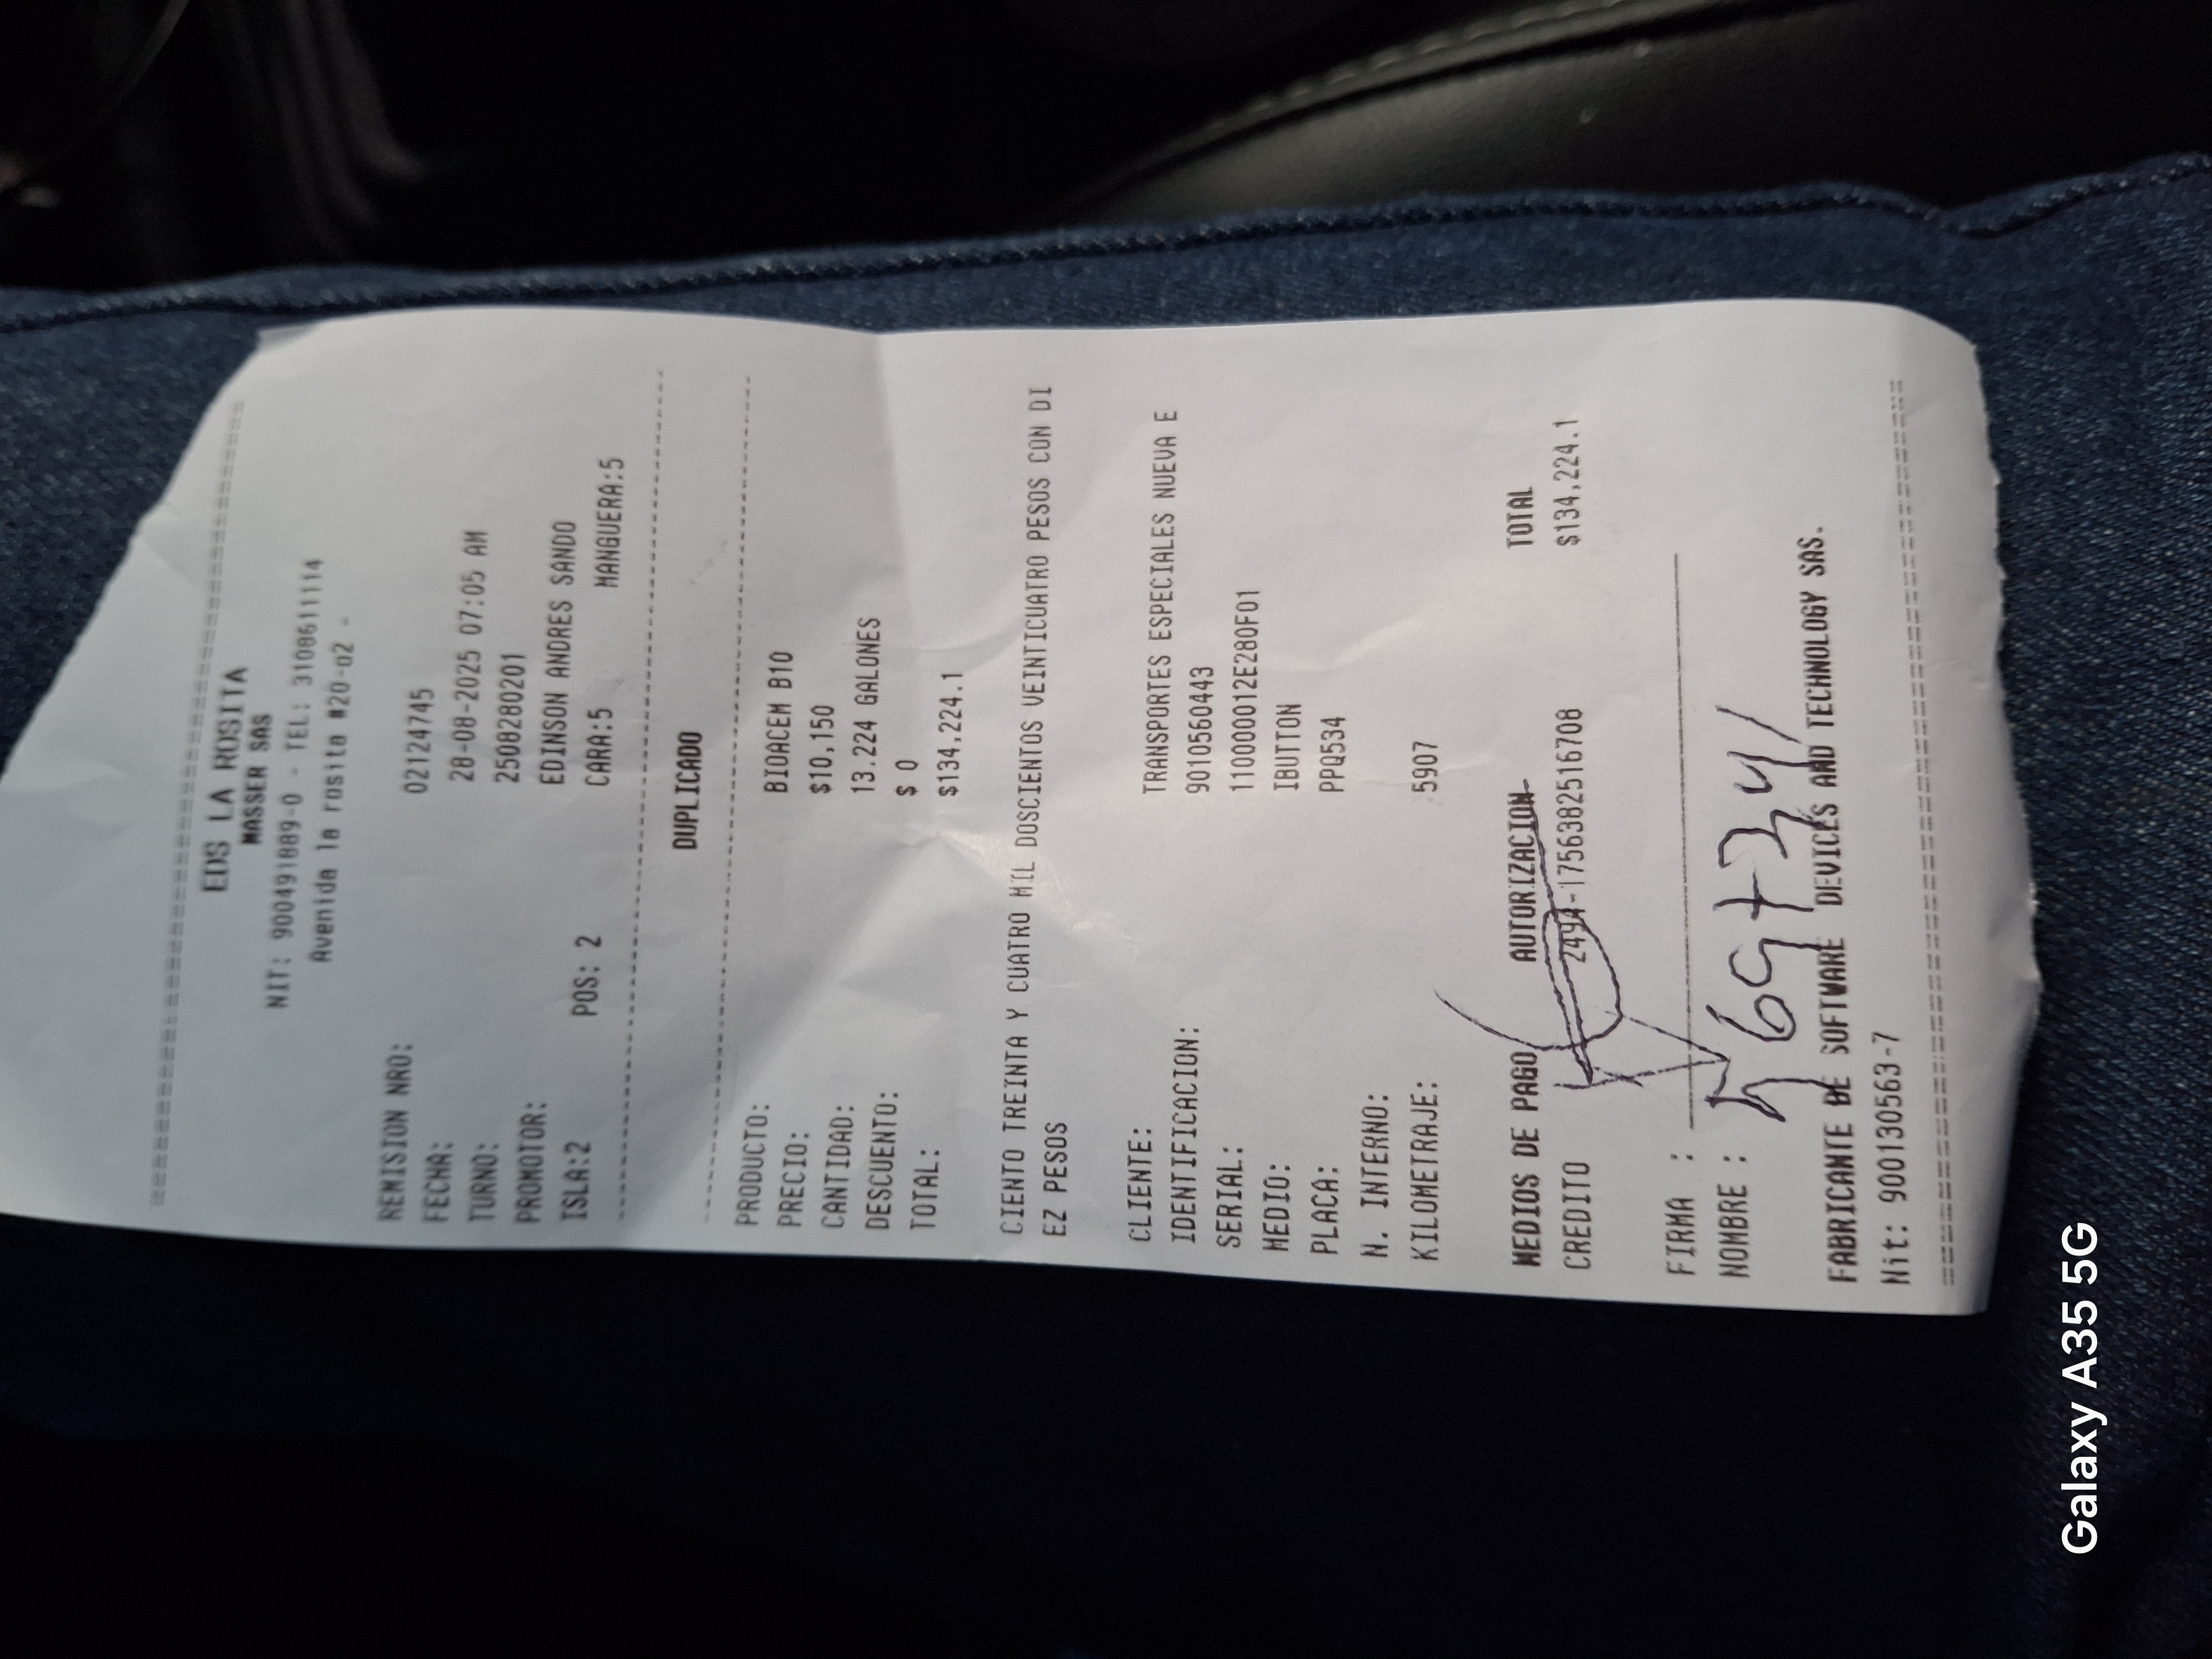 EDS LA ROSITA
MASSER SAS
NIT: 900491889-0 - TEL: 3108611114
Avenida la rosita #20-02 -
REMISION NRO: 02124745
FECHA: 28-08-2025 07:05 AM
TURNO: 2508280201
PROMOTOR: EDINSON ANDRES SANDO
ISLA:2 POS: 2 CARA:5 MANGUERA:5
DUPLICADO
PRODUCTO: BIOACEM B10
PRECIO: $10,150
CANTIDAD: 13.224 GALONES
DESCUENTO: $ 0
TOTAL: $134,224.1
CIENTO TREINTA Y CUATRO MIL DOSCIENTOS VEINTICUATRO PESOS CON DI
EZ PESOS
CLIENTE: TRANSPORTES ESPECIALES NUEVA E
IDENTIFICACION: 9010560443
SERIAL: 1100000012E280F01
MEDIO: IBUTTON
PLACA: PPQ534
N. INTERNO:
KILOMETRAJE: 5907
MEDIOS DE PAGO AUTORIZACION TOTAL
CREDITO 2494-1756382516708 $134,224.1
FIRMA :
NOMBRE :
FABRICANTE DE SOFTWARE DEVICES AND TECHNOLOGY SAS.
Nit: 900130563-7
Galaxy A35 5G